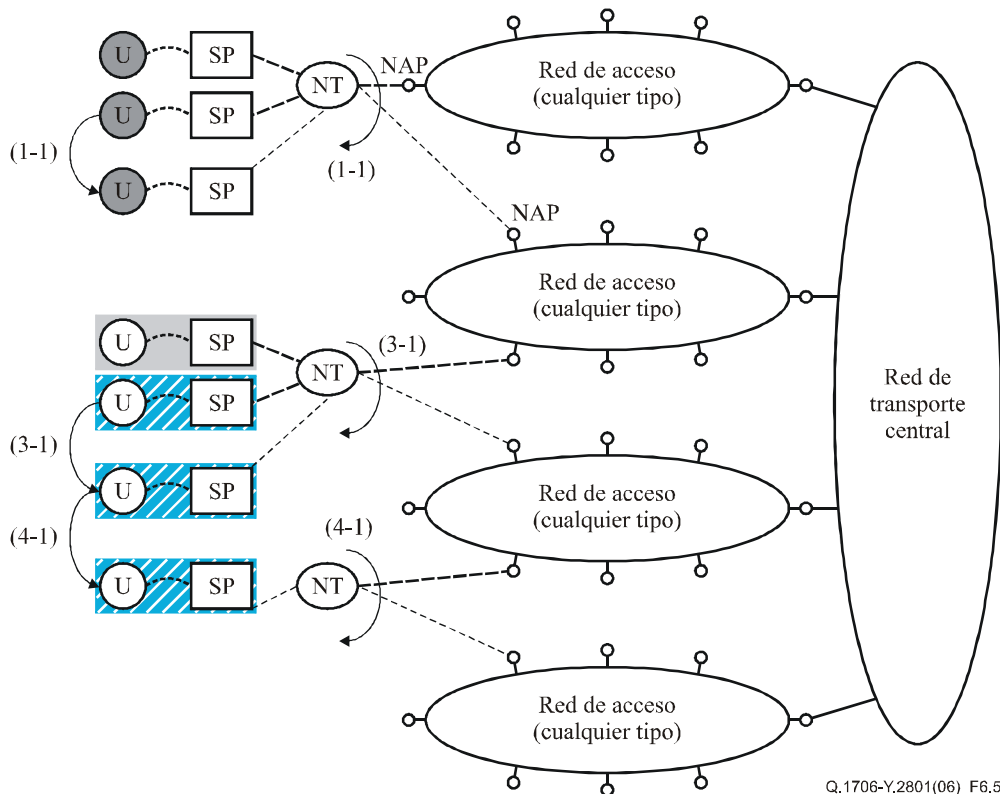 U
SP
NT
NAP
Red de acceso
(cualquier tipo)
U
SP
(1-1)
(1-1)
U
SP
NAP
Red de acceso
(cualquier tipo)
U
SP
(3-1)
NT
U
SP
Red de
transporte
central
(3-1)
U
SP
Red de acceso
(cualquier tipo)
(4-1)
(4-1)
U
SP
NT
Red de acceso
(cualquier tipo)
Q.1706-Y.2801(06)_F6.5